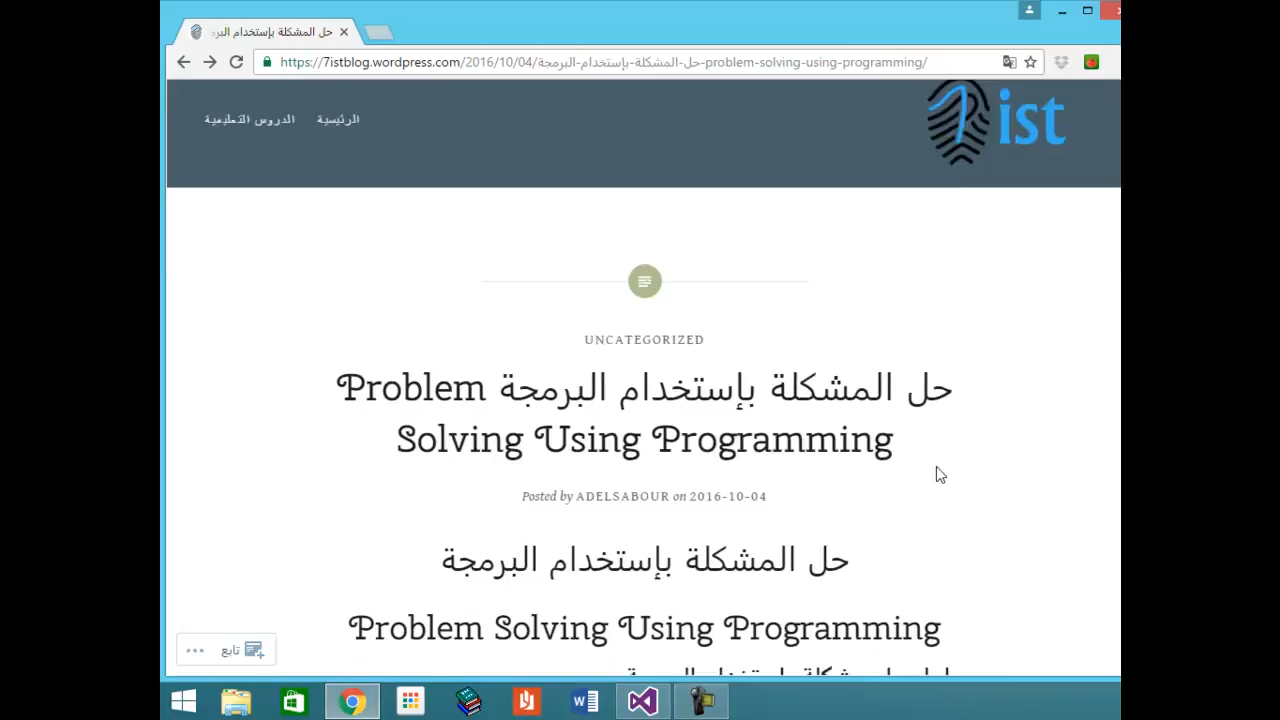 حل المشكلة بإستخدام البر
https://7istblog.wordpress.com/2016/10/04/حل-المشكلة-بإستخدام-البرمجة-problem-solving-using-programming/
الرئيسية الدروس التعليمية
7ist
UNCATEGORIZED
حل المشكلة بإستخدام البرمجة Problem
Solving Using Programming
Posted by ADELSABOUR on 2016-10-04
حل المشكلة بإستخدام البرمجة
Problem Solving Using Programming
تابع